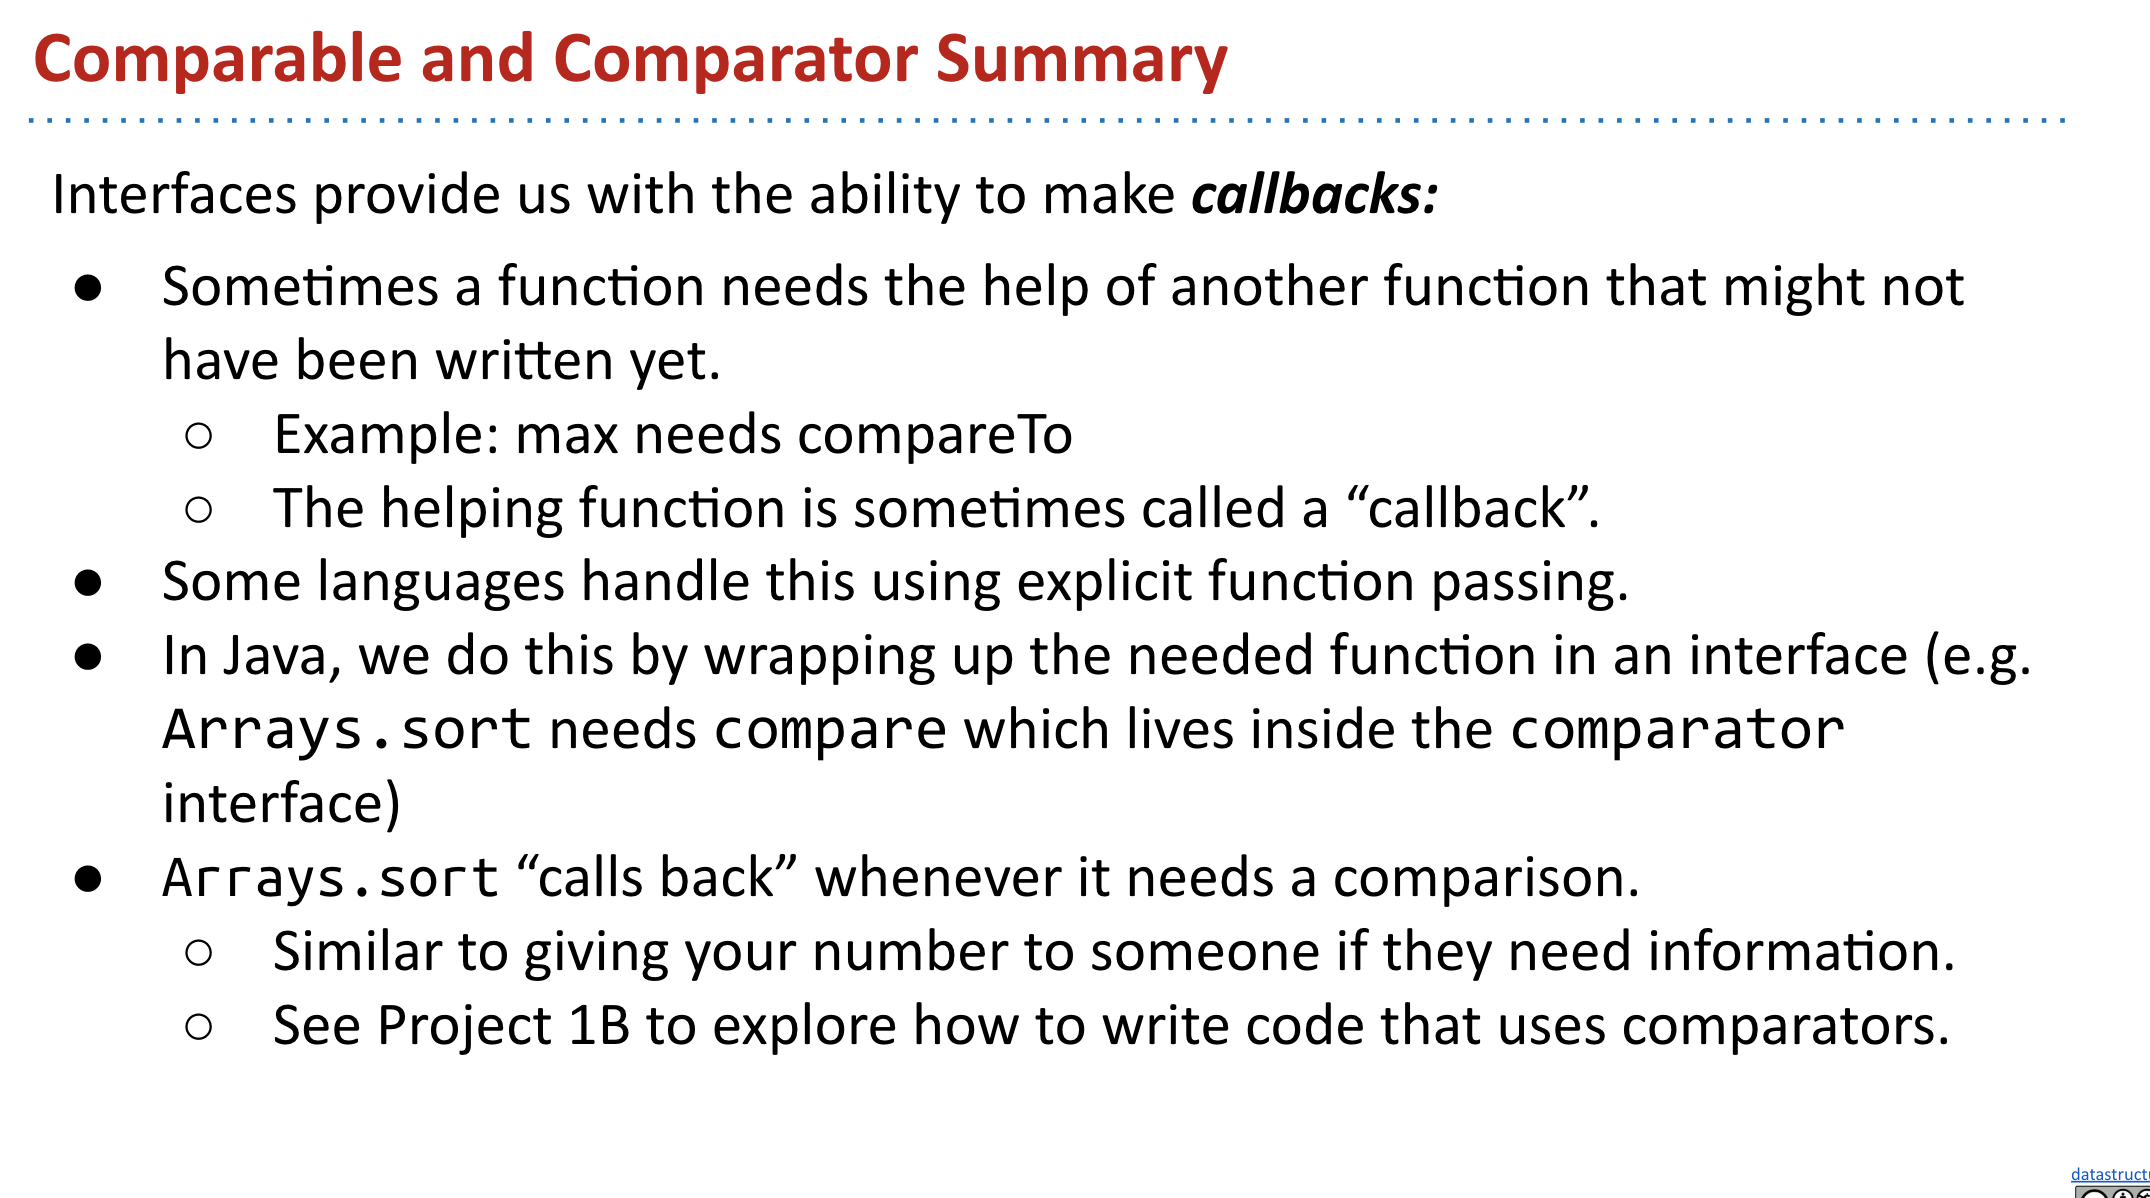 Comparable and Comparator Summary
Interfaces provide us with the ability to make callbacks:
● Sometimes a function needs the help of another function that might not
have been written yet.
○ Example: max needs compareTo
○ The helping function is sometimes called a “callback”.
● Some languages handle this using explicit function passing.
● In Java, we do this by wrapping up the needed function in an interface (e.g.
Arrays.sort needs compare which lives inside the comparator
interface)
● Arrays.sort “calls back” whenever it needs a comparison.
○ Similar to giving your number to someone if they need information.
○ See Project 1B to explore how to write code that uses comparators.